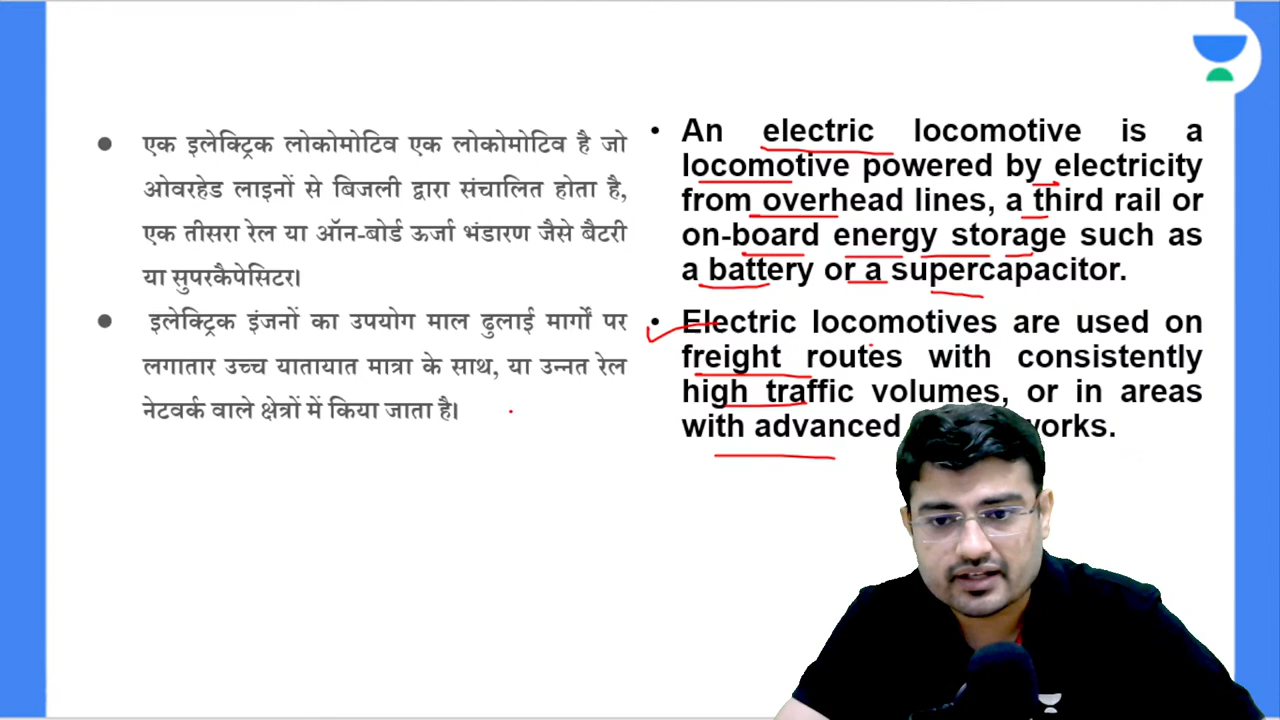 एक इलेक्ट्रिक लोकोमोटिव एक लोकोमोटिव है जो
ओवरहेड लाइनों से बिजली द्वारा संचालित होता है,
एक तीसरा रेल या ऑन-बोर्ड ऊर्जा भंडारण जैसे बैटरी
या सुपरकैपेसिटर।
इलेक्ट्रिक इंजनों का उपयोग माल ढुलाई मार्गों पर
लगातार उच्च यातायात मात्रा के साथ, या उन्नत रेल
नेटवर्क वाले क्षेत्रों में किया जाता है।
An electric locomotive is a
locomotive powered by electricity
from overhead lines, a third rail or
on-board energy storage such as
a battery or a supercapacitor.
Electric locomotives are used on
freight routes with consistently
high traffic volumes, or in areas
with advanced